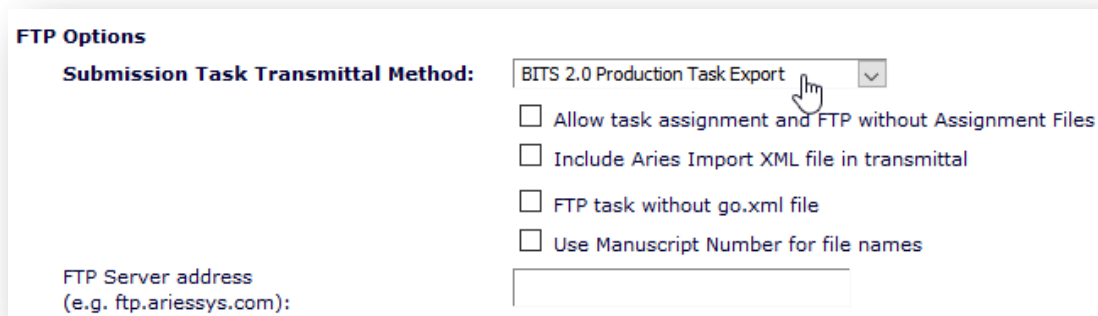 FTP Options
Submission Task Transmittal Method: BITS 2.0 Production Task Export
Allow task assignment and FTP without Assignment Files
Include Aries Import XML file in transmittal
FTP task without go.xml file
Use Manuscript Number for file names
FTP Server address
(e.g. ftp.ariessys.com):